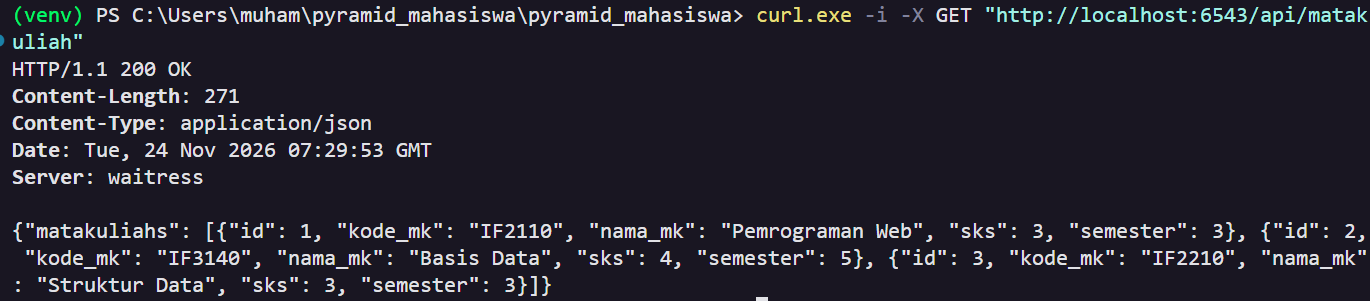 (venv) PS C:\Users\muham\pyramid_mahasiswa\pyramid_mahasiswa> curl.exe -i -X GET "http://localhost:6543/api/matak
uliah"
HTTP/1.1 200 OK
Content-Length: 271
Content-Type: application/json
Date: Tue, 24 Nov 2026 07:29:53 GMT
Server: waitress

{"matakuliahs": [{"id": 1, "kode_mk": "IF2110", "nama_mk": "Pemrograman Web", "sks": 3, "semester": 3}, {"id": 2,
 "kode_mk": "IF3140", "nama_mk": "Basis Data", "sks": 4, "semester": 5}, {"id": 3, "kode_mk": "IF2210", "nama_mk"
: "Struktur Data", "sks": 3, "semester": 3}]}